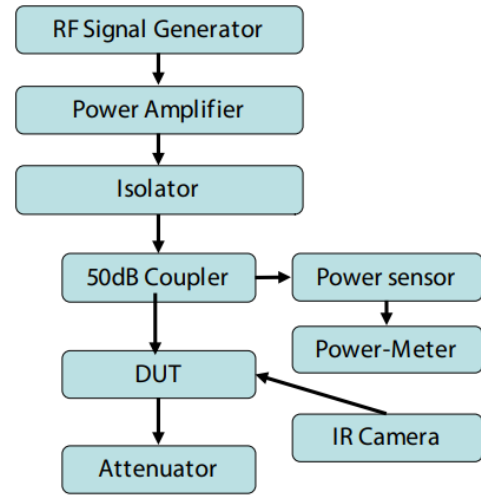 RF Signal Generator
Power Amplifier
Isolator
50dB Coupler
Power sensor
Power-Meter
DUT
IR Camera
Attenuator